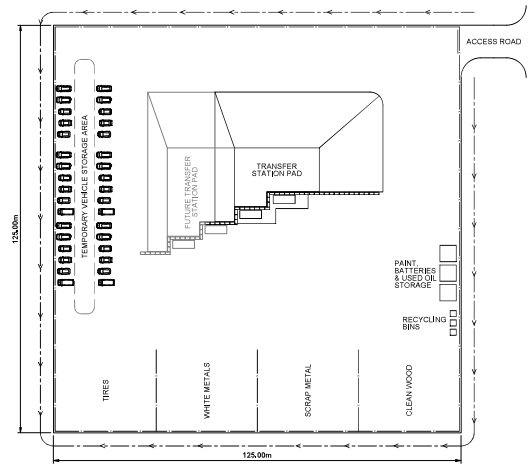 ACCESS ROAD
125.00m
TEMPORARY VEHICLE STORAGE AREA
FUTURE TRANSFER
STATION PAD
TRANSFER
STATION PAD
PAINT,
BATTERIES
& USED OIL
STORAGE
RECYCLING
BINS
TIRES
WHITE METALS
SCRAP METAL
CLEAN WOOD
125.00m